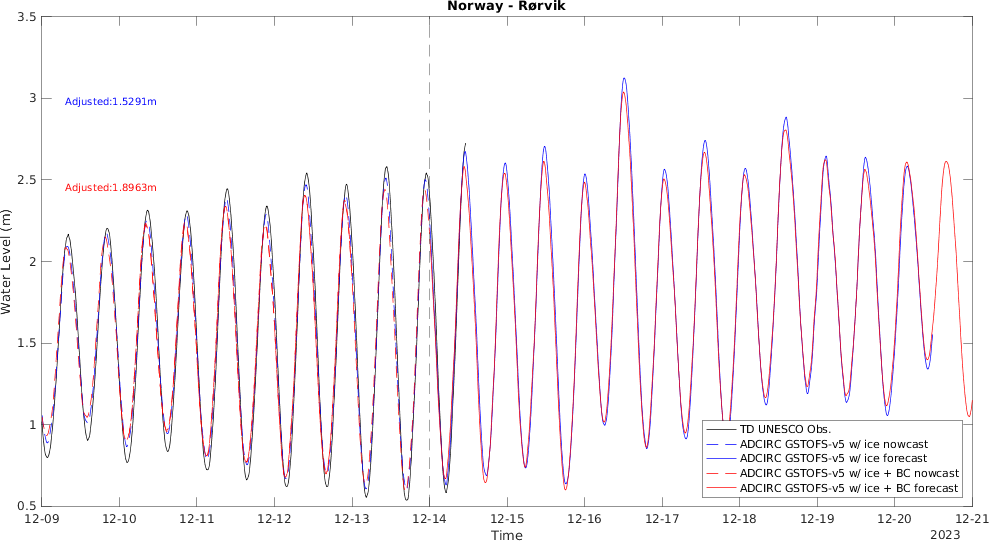 Norway - Rørvik
3.5
3
2.5
2
1.5
1
0.5
Water Level (m)
Adjusted:1.5291m
Adjusted:1.8963m
TD UNESCO Obs.
ADCIRC GSTOFS-v5 w/ ice nowcast
ADCIRC GSTOFS-v5 w/ ice forecast
ADCIRC GSTOFS-v5 w/ ice + BC nowcast
ADCIRC GSTOFS-v5 w/ ice + BC forecast
12-09 12-10 12-11 12-12 12-13 12-14 12-15 12-16 12-17 12-18 12-19 12-20 12-21
Time
2023